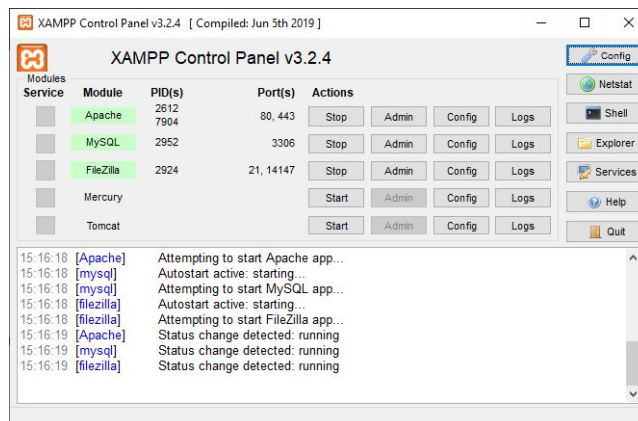 XAMPP Control Panel v3.2.4 [ Compiled: Jun 5th 2019 ]
XAMPP Control Panel v3.2.4
Config
Modules
Service Module PID(s) Port(s) Actions
Netstat
Apache 2612 7904 80, 443 Stop Admin Config Logs
Shell
MySQL 2952 3306 Stop Admin Config Logs
Explorer
FileZilla 2924 21, 14147 Stop Admin Config Logs
Services
Mercury Start Admin Config Logs
Help
Tomcat Start Admin Config Logs
Quit
15:16:18 [Apache] Attempting to start Apache app...
15:16:18 [mysql] Autostart active: starting...
15:16:18 [mysql] Attempting to start MySQL app...
15:16:18 [filezilla] Autostart active: starting...
15:16:18 [filezilla] Attempting to start FileZilla app...
15:16:19 [Apache] Status change detected: running
15:16:19 [mysql] Status change detected: running
15:16:19 [filezilla] Status change detected: running